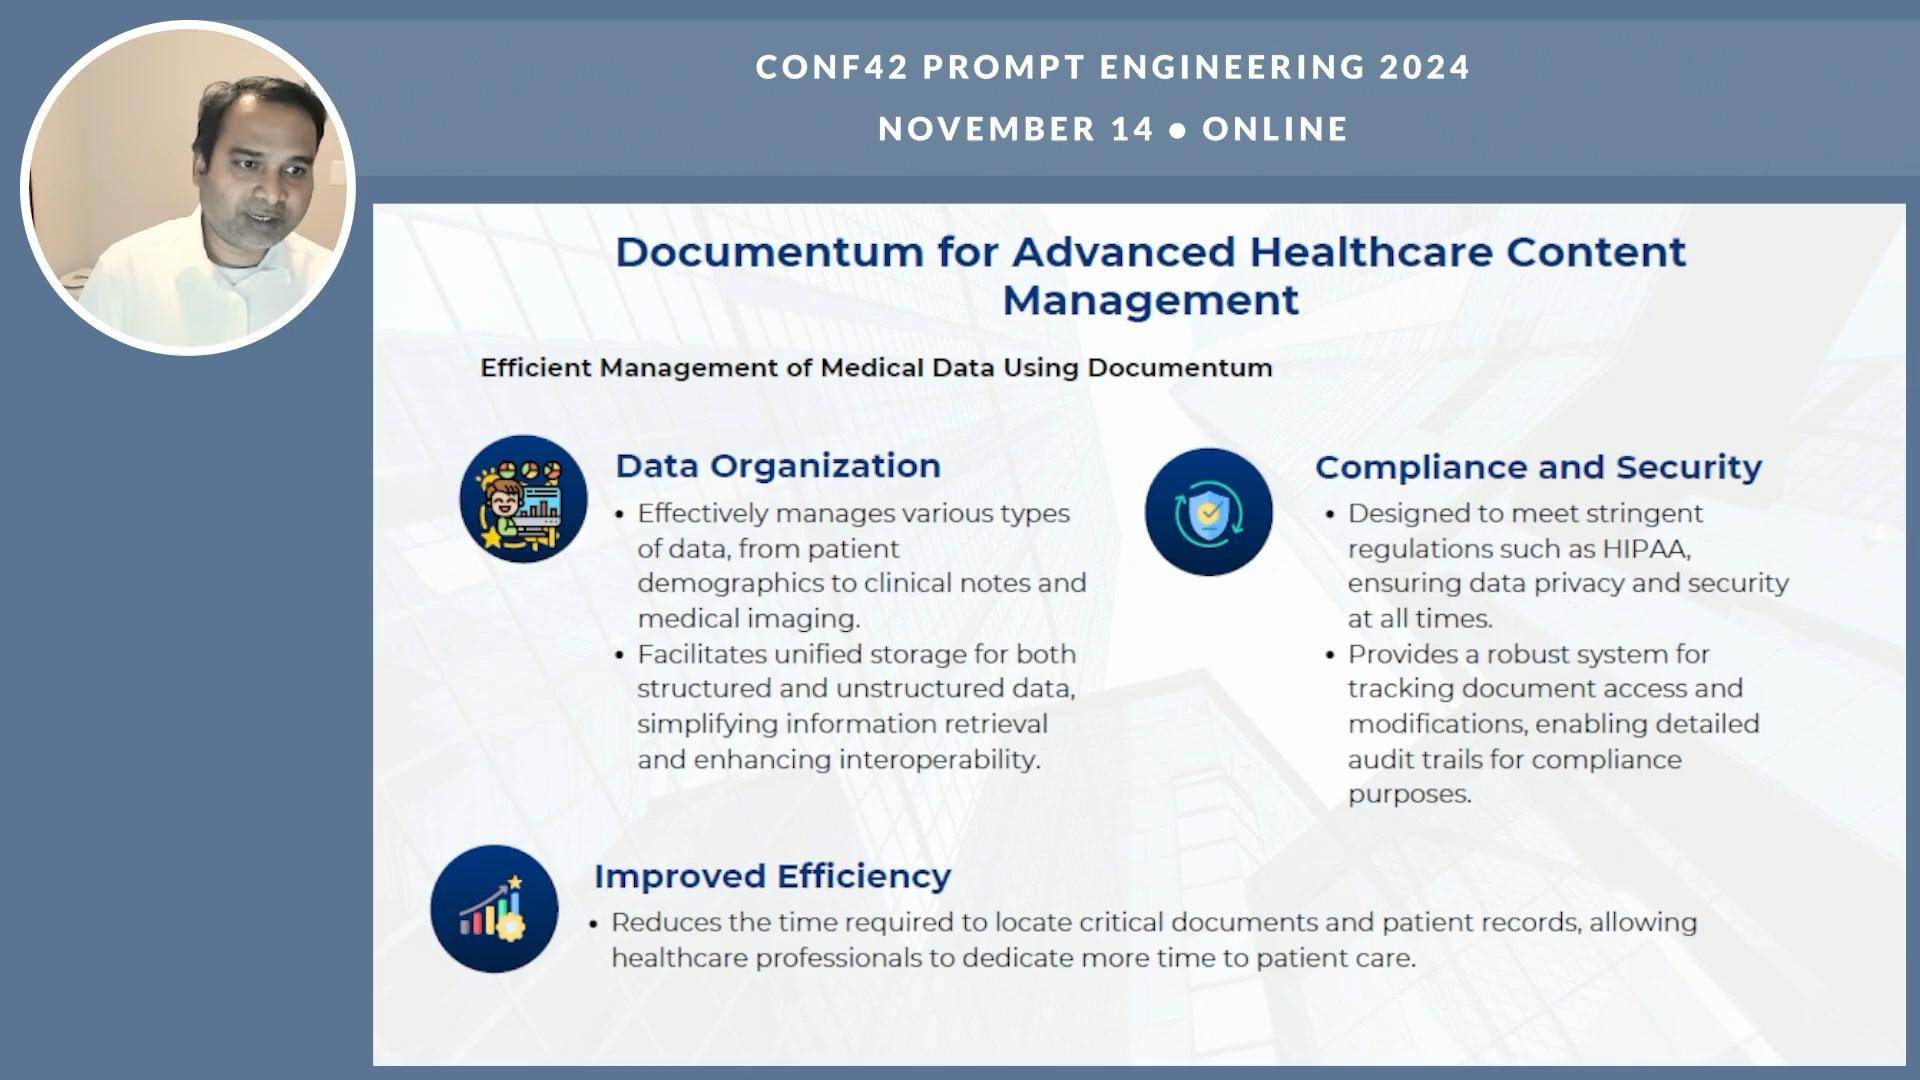 CONF42 PROMPT ENGINEERING 2024
NOVEMBER 14 ● ONLINE
Documentum for Advanced Healthcare Content
Management
Efficient Management of Medical Data Using Documentum
Data Organization
• Effectively manages various types
of data, from patient
demographics to clinical notes and
medical imaging.
• Facilitates unified storage for both
structured and unstructured data,
simplifying information retrieval
and enhancing interoperability.
Compliance and Security
• Designed to meet stringent
regulations such as HIPAA,
ensuring data privacy and security
at all times.
• Provides a robust system for
tracking document access and
modifications, enabling detailed
audit trails for compliance
purposes.
Improved Efficiency
• Reduces the time required to locate critical documents and patient records, allowing
healthcare professionals to dedicate more time to patient care.